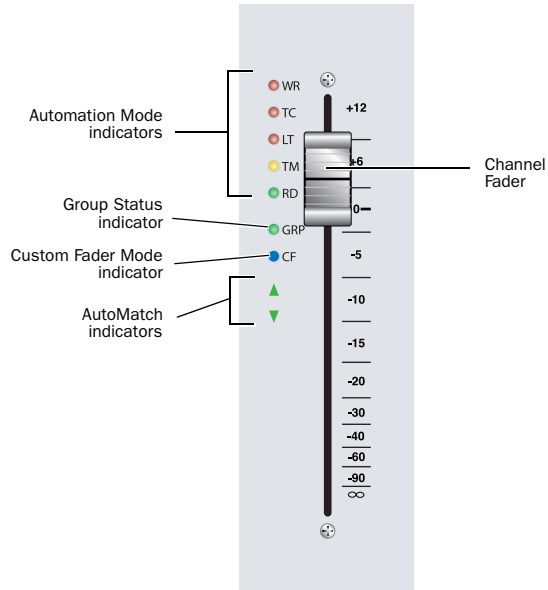 Automation Mode
indicators
Group Status
indicator
Custom Fader Mode
indicator
AutoMatch
indicators
WR
TC
LT
TM
RD
GRP
CF
+12
+6
0
-5
-10
-15
-20
-30
-40
-60
-90
∞
Channel
Fader